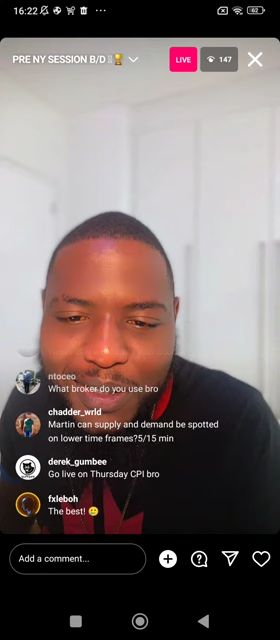 16:22
62
PRE NY SESSION B/D 🏆
LIVE
147
ntoceo
What broker do you use bro
chadder_wrld
Martin can supply and demand be spotted
on lower time frames?5/15 min
derek_gumbee
Go live on Thursday CPI bro
fxleboh
The best! 🥲
Add a comment...